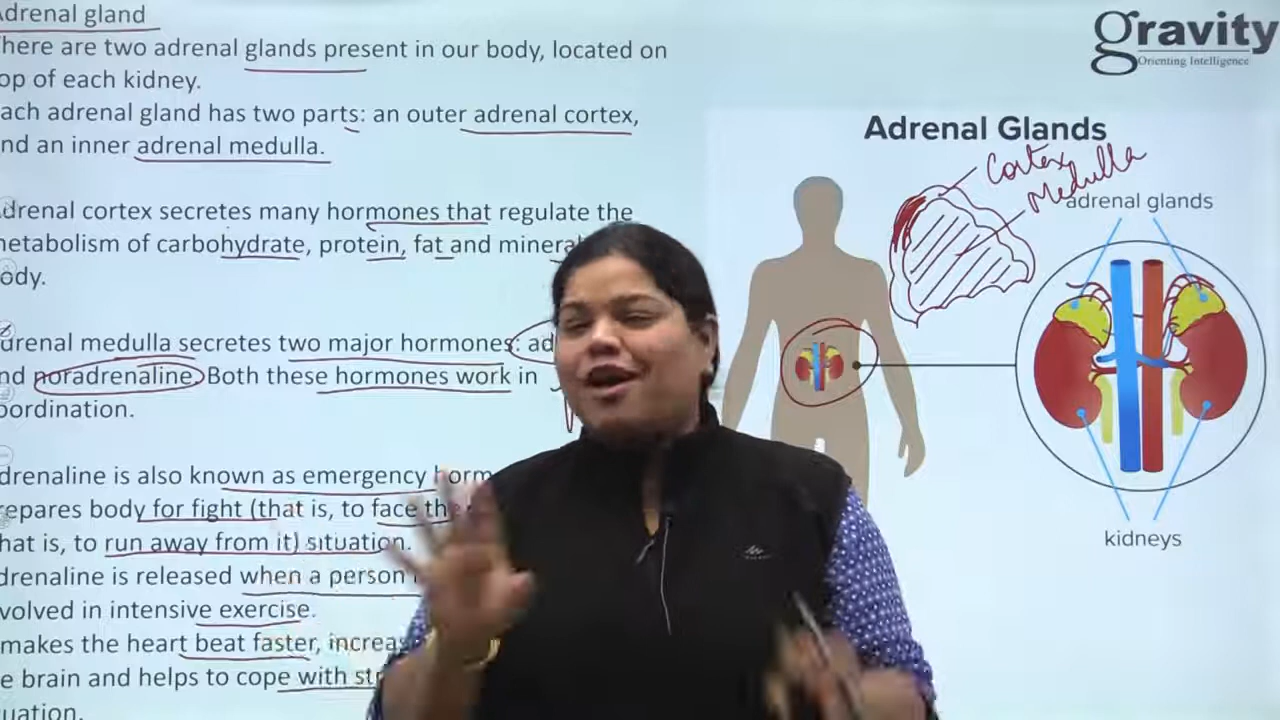 drenal gland
here are two adrenal glands present in our body, located on
op of each kidney.
ach adrenal gland has two parts: an outer adrenal cortex,
nd an inner adrenal medulla.
drenal cortex secretes many hormones that regulate the
etabolism of carbohydrate, protein, fat and mineral
ody.
drenal medulla secretes two major hormones: ad
nd noradrenaline. Both these hormones work in
oordination.
drenaline is also known as emergency horm
repares body for fight (that is, to face the
hat is, to run away from it) situation.
drenaline is released when a person
volved in intensive exercise.
makes the heart beat faster, increas
e brain and helps to cope with st
uation.
gravity
Orienting Intelligence
Adrenal Glands
Cortex
Medulla
adrenal glands
kidneys